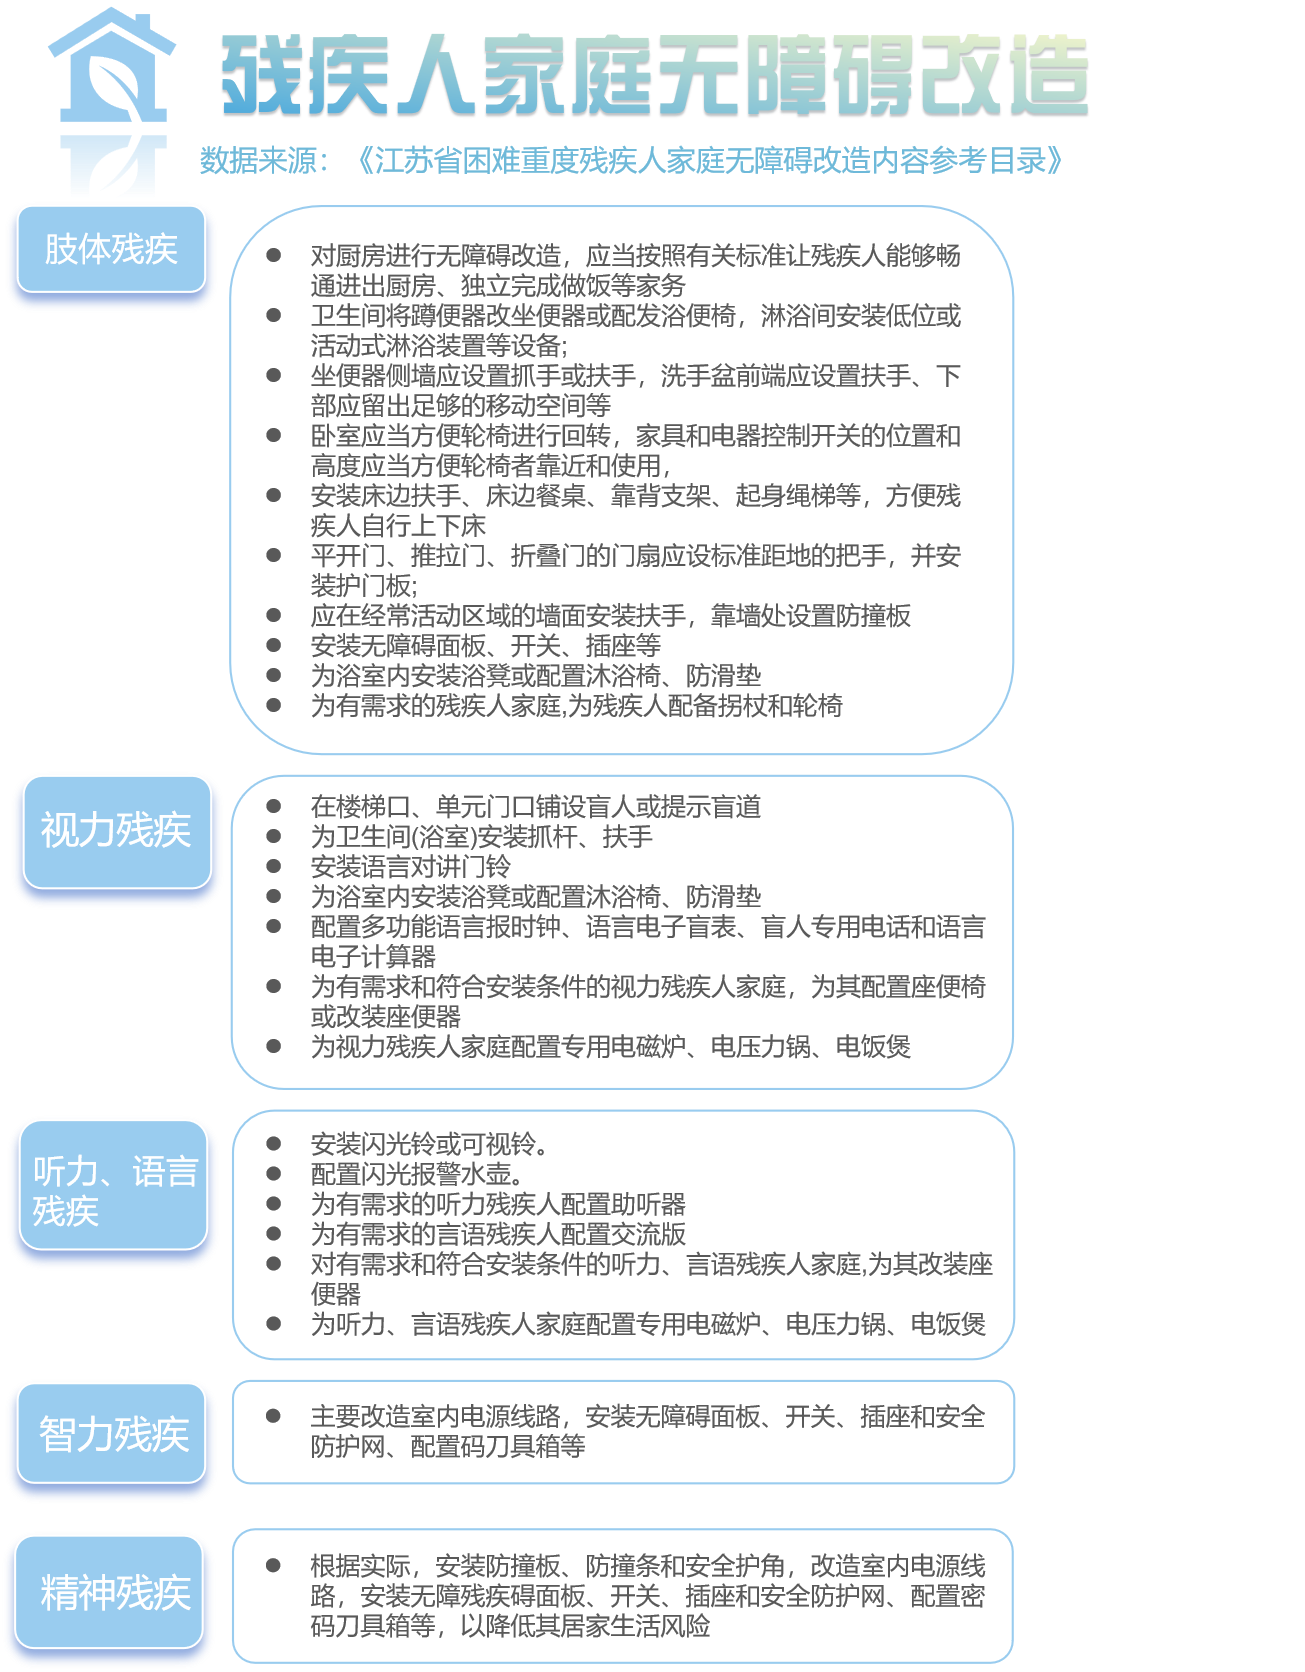 残疾人家庭无障碍改造
数据来源：《江苏省困难重度残疾人家庭无障碍改造内容参考目录》
肢体残疾
● 对厨房进行无障碍改造，应当按照有关标准让残疾人能够畅
通进出厨房、独立完成做饭等家务
● 卫生间将蹲便器改坐便器或配发浴便椅，淋浴间安装低位或
活动式淋浴装置等设备;
● 坐便器侧墙应设置抓手或扶手，洗手盆前端应设置扶手、下
部应留出足够的移动空间等
● 卧室应当方便轮椅进行回转，家具和电器控制开关的位置和
高度应当方便轮椅者靠近和使用，
● 安装床边扶手、床边餐桌、靠背支架、起身绳梯等，方便残
疾人自行上下床
● 平开门、推拉门、折叠门的门扇应设标准距地的把手，并安
装护门板;
● 应在经常活动区域的墙面安装扶手，靠墙处设置防撞板
● 安装无障碍面板、开关、插座等
● 为浴室内安装浴凳或配置沐浴椅、防滑垫
● 为有需求的残疾人家庭,为残疾人配备拐杖和轮椅
视力残疾
● 在楼梯口、单元门口铺设盲人或提示盲道
● 为卫生间(浴室)安装抓杆、扶手
● 安装语言对讲门铃
● 为浴室内安装浴凳或配置沐浴椅、防滑垫
● 配置多功能语言报时钟、语言电子盲表、盲人专用电话和语言
电子计算器
● 为有需求和符合安装条件的视力残疾人家庭，为其配置座便椅
或改装座便器
● 为视力残疾人家庭配置专用电磁炉、电压力锅、电饭煲
听力、语言
残疾
● 安装闪光铃或可视铃。
● 配置闪光报警水壶。
● 为有需求的听力残疾人配置助听器
● 为有需求的言语残疾人配置交流版
● 对有需求和符合安装条件的听力、言语残疾人家庭,为其改装座
便器
● 为听力、言语残疾人家庭配置专用电磁炉、电压力锅、电饭煲
智力残疾
● 主要改造室内电源线路，安装无障碍面板、开关、插座和安全
防护网、配置码刀具箱等
精神残疾
● 根据实际，安装防撞板、防撞条和安全护角，改造室内电源线
路，安装无障残疾碍面板、开关、插座和安全防护网、配置密
码刀具箱等，以降低其居家生活风险